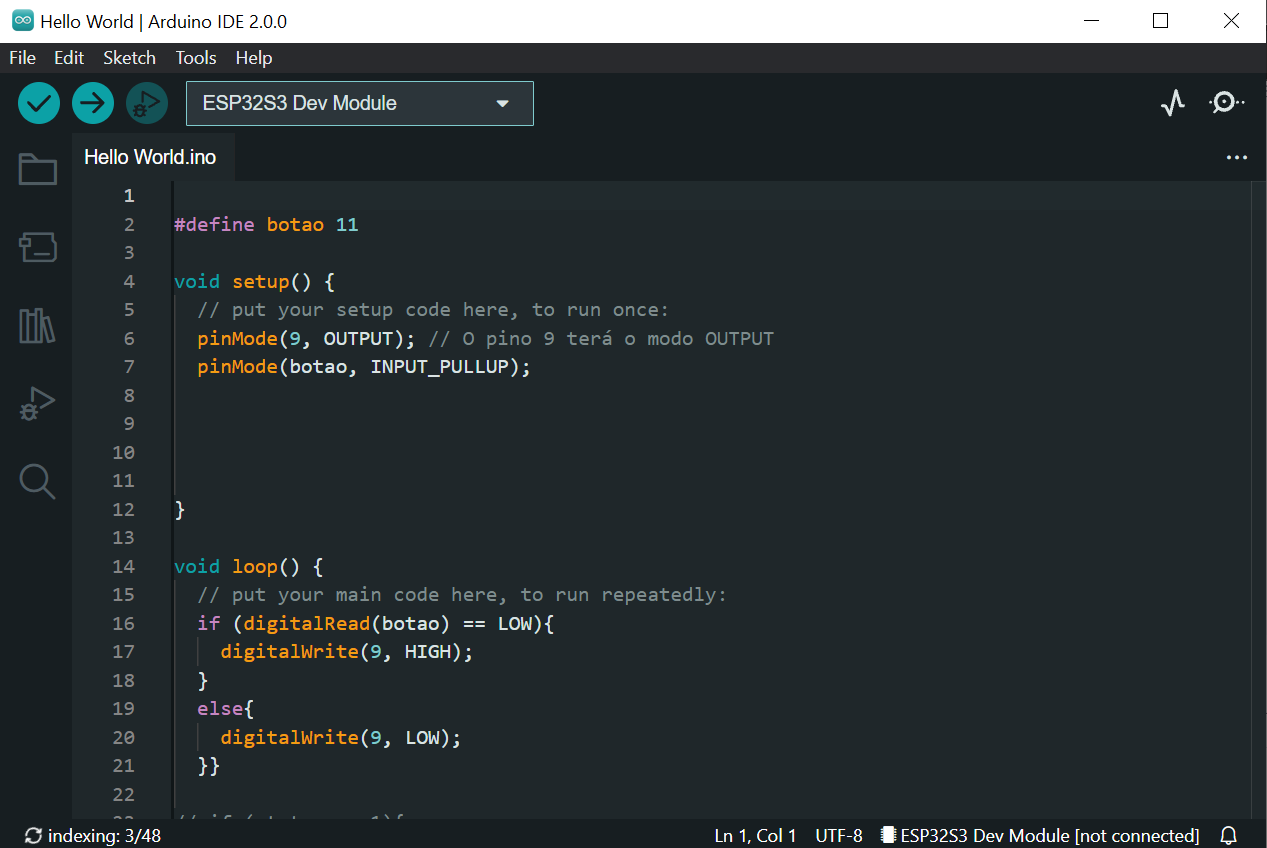 Hello World | Arduino IDE 2.0.0
File Edit Sketch Tools Help
ESP32S3 Dev Module
Hello World.ino
1
2 #define botao 11
3
4 void setup() {
5 // put your setup code here, to run once:
6 pinMode(9, OUTPUT); // O pino 9 terá o modo OUTPUT
7 pinMode(botao, INPUT_PULLUP);
8
9
10
11
12 }
13
14 void loop() {
15 // put your main code here, to run repeatedly:
16 if (digitalRead(botao) == LOW){
17 digitalWrite(9, HIGH);
18 }
19 else{
20 digitalWrite(9, LOW);
21 }}
22
indexing: 3/48 Ln 1, Col 1 UTF-8 ESP32S3 Dev Module [not connected]